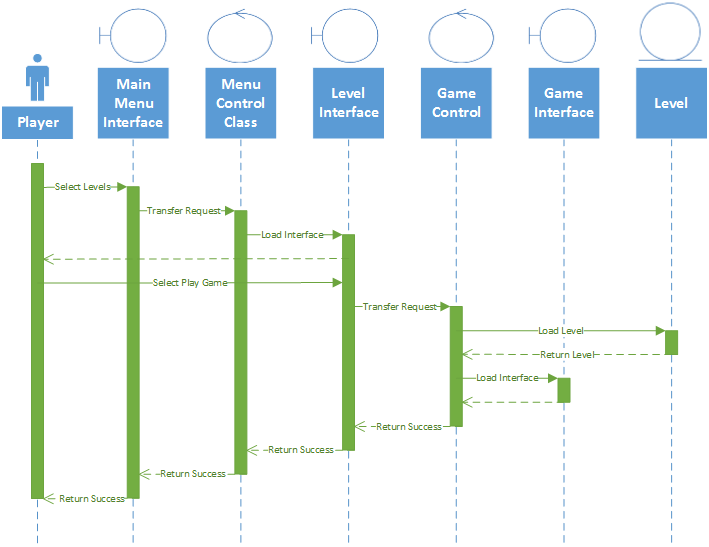 Player
Main
Menu
Interface
Menu
Control
Class
Level
Interface
Game
Control
Game
Interface
Level
Select Levels
Transfer Request
Load Interface
Select Play Game
Transfer Request
Load Level
Return Level
Load Interface
Return Success
Return Success
Return Success
Return Success